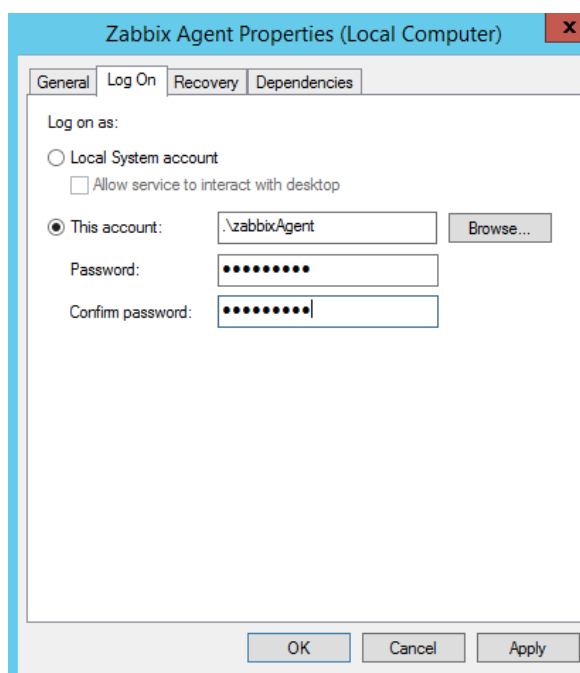 Zabbix Agent Properties (Local Computer)
x
General Log On Recovery Dependencies
Log on as:
Local System account
Allow service to interact with desktop
This account: .\zabbixAgent Browse...
Password: •••••••••
Confirm password: •••••••••
OK Cancel Apply